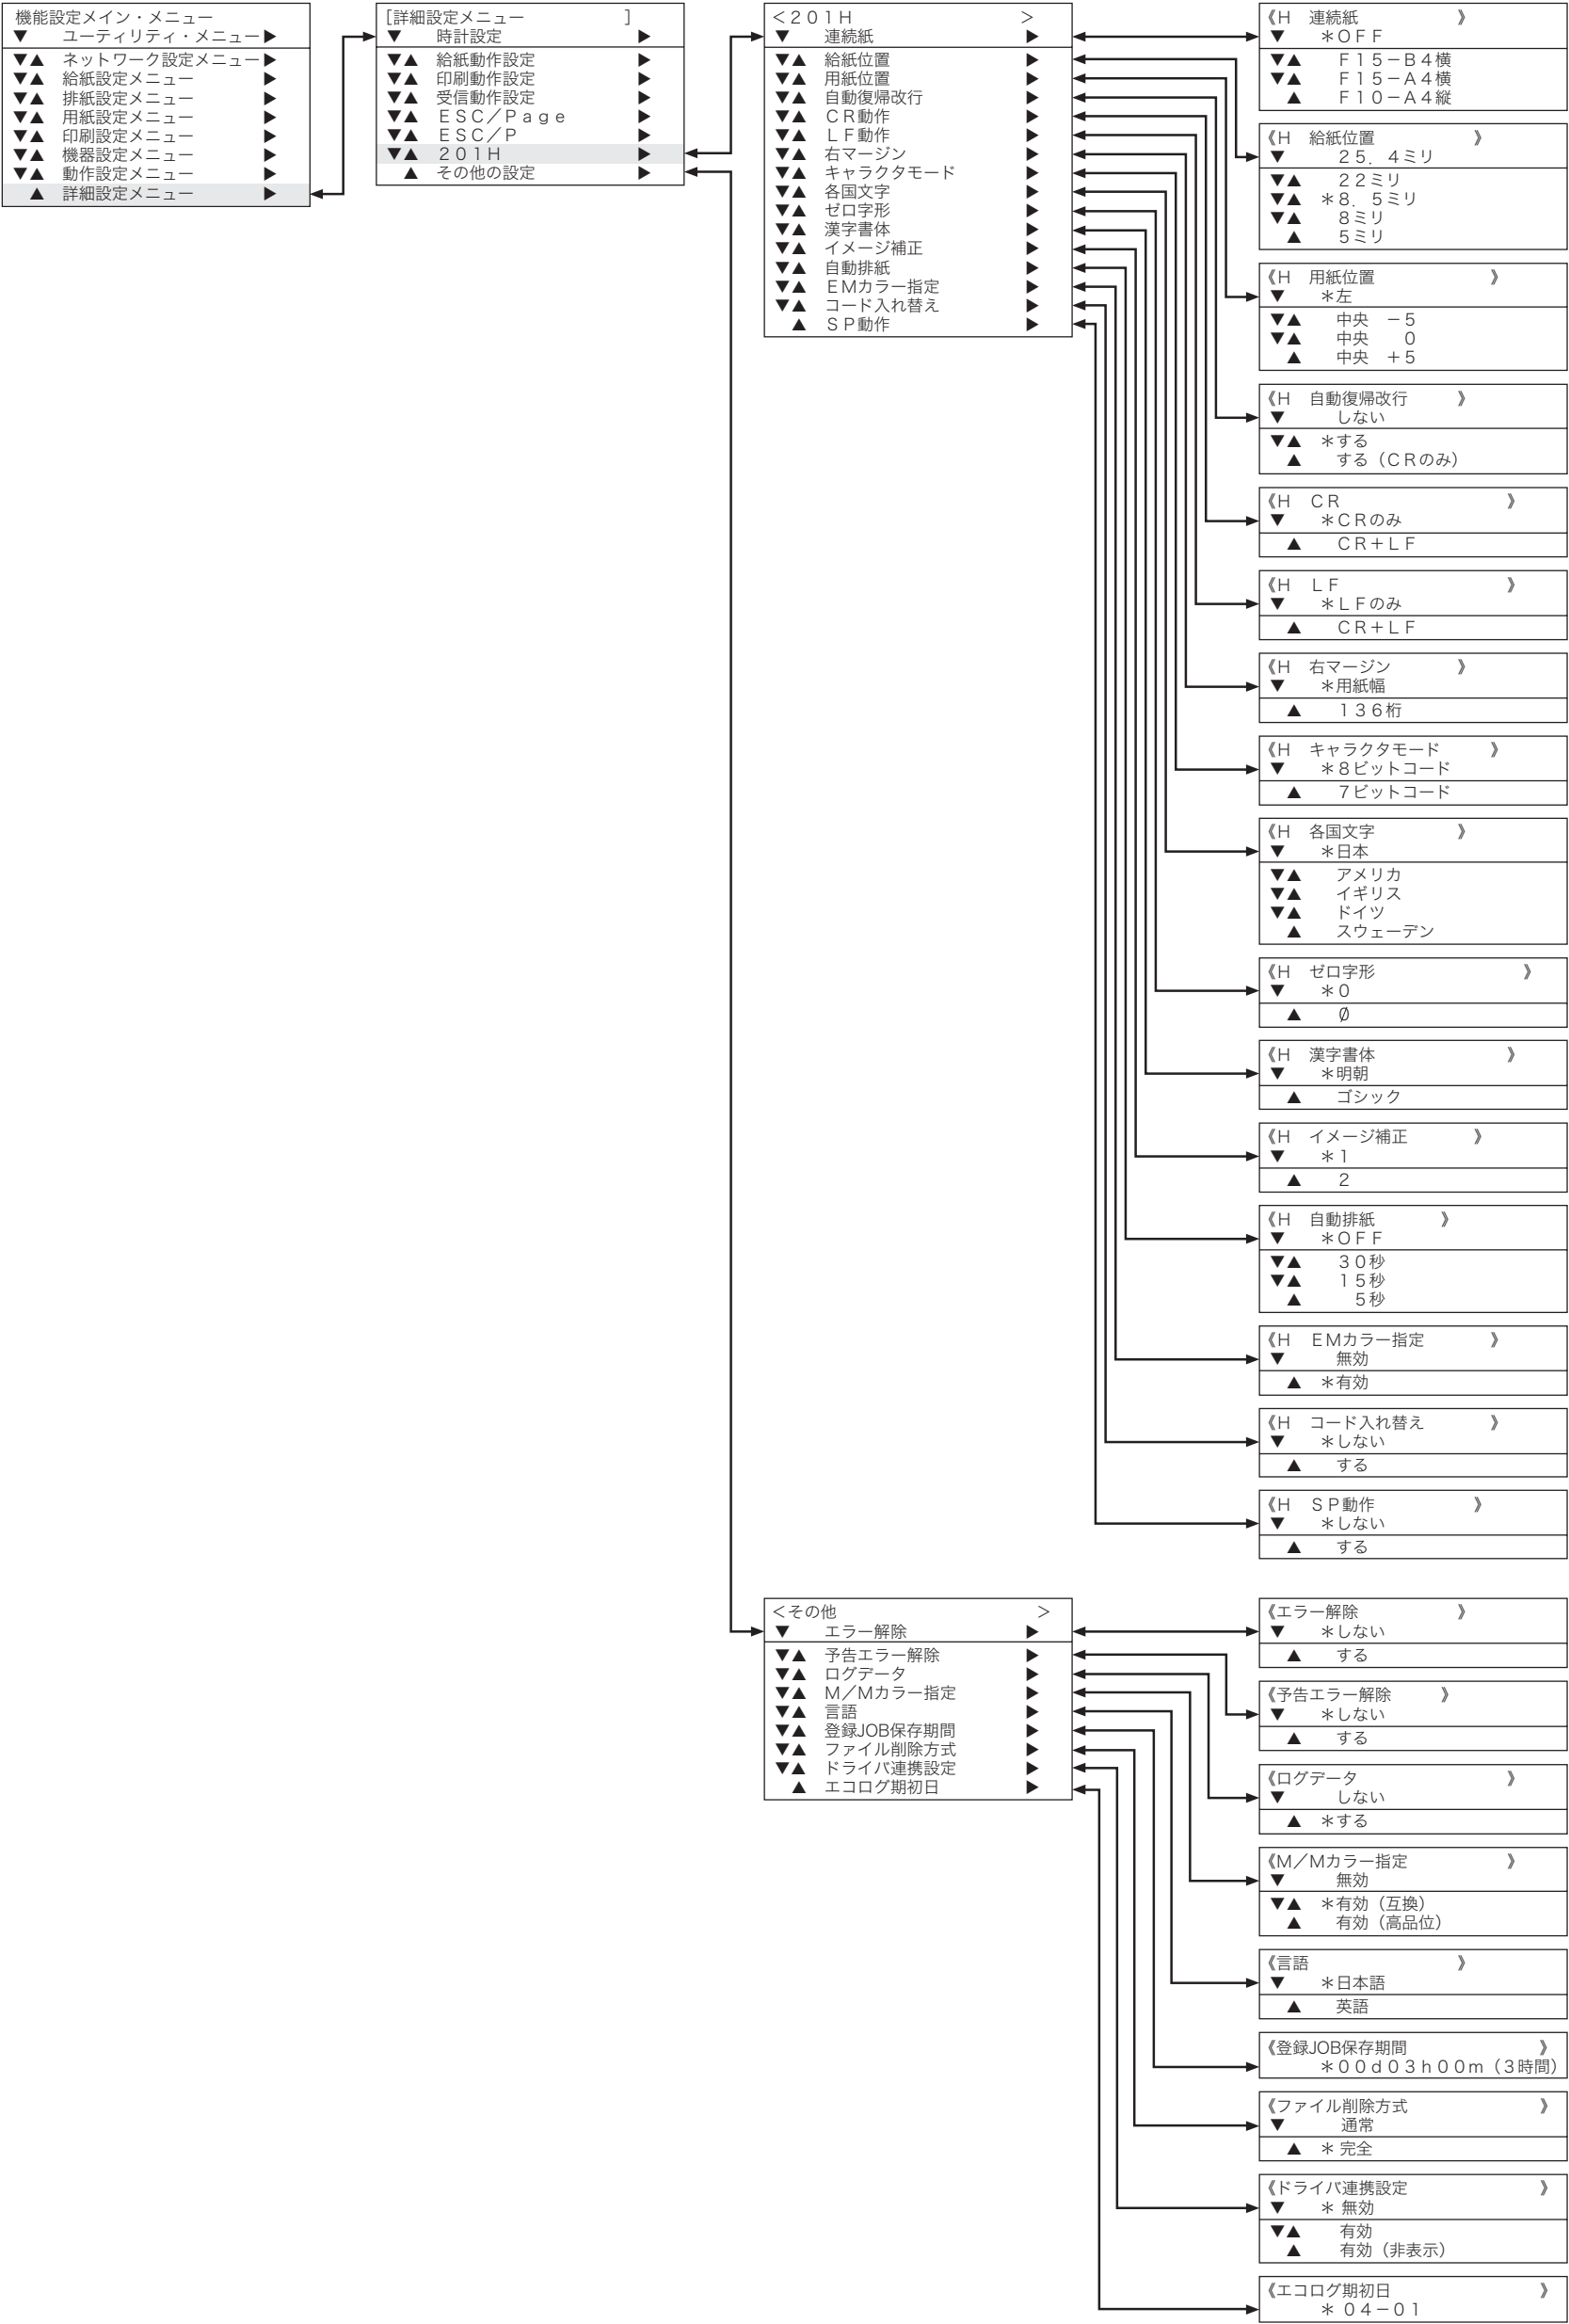 機能設定メイン・メニュー
▼　ユーティリティ・メニュー▶
▼▲　ネットワーク設定メニュー▶
▼▲　給紙設定メニュー　▶
▼▲　排紙設定メニュー　▶
▼▲　用紙設定メニュー　▶
▼▲　印刷設定メニュー　▶
▼▲　機器設定メニュー　▶
▼▲　動作設定メニュー　▶
▲　詳細設定メニュー　▶
［詳細設定メニュー　］
▼　時計設定　▶
▼▲　給紙動作設定　▶
▼▲　印刷動作設定　▶
▼▲　受信動作設定　▶
▼▲　ＥＳＣ／Ｐａｇｅ　▶
▼▲　ＥＳＣ／Ｐ　▶
▼▲　２０１Ｈ　▶
▲　その他の設定　▶
＜２０１Ｈ　＞
▼　連続紙　▶
▼▲　給紙位置　▶
▼▲　用紙位置　▶
▼▲　自動復帰改行　▶
▼▲　ＣＲ動作　▶
▼▲　ＬＦ動作　▶
▼▲　右マージン　▶
▼▲　キャラクタモード　▶
▼▲　各国文字　▶
▼▲　ゼロ字形　▶
▼▲　漢字書体　▶
▼▲　イメージ補正　▶
▼▲　自動排紙　▶
▼▲　ＥＭカラー指定　▶
▼▲　コード入れ替え　▶
▲　ＳＰ動作　▶
《Ｈ　連続紙　》
▼　＊ＯＦＦ
▼▲　Ｆ１５－Ｂ４横
▼▲　Ｆ１５－Ａ４横
▲　Ｆ１０－Ａ４縦
《Ｈ　給紙位置　》
▼　２５．４ミリ
▼▲　２２ミリ
▼▲　＊８．５ミリ
▼▲　８ミリ
▲　５ミリ
《Ｈ　用紙位置　》
▼　＊左
▼▲　中央　－５
▼▲　中央　　０
▲　中央　＋５
《Ｈ　自動復帰改行　》
▼　しない
▼▲　＊する
▲　する（ＣＲのみ）
《Ｈ　ＣＲ　》
▼　＊ＣＲのみ
▲　ＣＲ＋ＬＦ
《Ｈ　ＬＦ　》
▼　＊ＬＦのみ
▲　ＣＲ＋ＬＦ
《Ｈ　右マージン　》
▼　＊用紙幅
▲　１３６桁
《Ｈ　キャラクタモード　》
▼　＊８ビットコード
▲　７ビットコード
《Ｈ　各国文字　》
▼　＊日本
▼▲　アメリカ
▼▲　イギリス
▼▲　ドイツ
▲　スウェーデン
《Ｈ　ゼロ字形　》
▼　＊０
▲　Ø
《Ｈ　漢字書体　》
▼　＊明朝
▲　ゴシック
《Ｈ　イメージ補正　》
▼　＊１
▲　２
《Ｈ　自動排紙　》
▼　＊ＯＦＦ
▼▲　３０秒
▼▲　１５秒
▲　５秒
《Ｈ　ＥＭカラー指定　》
▼　無効
▲　＊有効
《Ｈ　コード入れ替え　》
▼　＊しない
▲　する
《Ｈ　ＳＰ動作　》
▼　＊しない
▲　する
＜その他　＞
▼　エラー解除　▶
▼▲　予告エラー解除　▶
▼▲　ログデータ　▶
▼▲　Ｍ／Ｍカラー指定　▶
▼▲　言語　▶
▼▲　登録JOB保存期間　▶
▼▲　ファイル削除方式　▶
▼▲　ドライバ連携設定　▶
▲　エコログ期初日　▶
《エラー解除　》
▼　＊しない
▲　する
《予告エラー解除　》
▼　＊しない
▲　する
《ログデータ　》
▼　しない
▲　＊する
《Ｍ／Ｍカラー指定　》
▼　無効
▼▲　＊有効（互換）
▲　有効（高品位）
《言語　》
▼　＊日本語
▲　英語
《登録JOB保存期間　》
＊００ｄ０３ｈ００ｍ（３時間）
《ファイル削除方式　》
▼　通常
▲　＊ 完全
《ドライバ連携設定　》
▼　＊ 無効
▼▲　有効
▲　有効（非表示）
《エコログ期初日　》
＊ ０４－０１